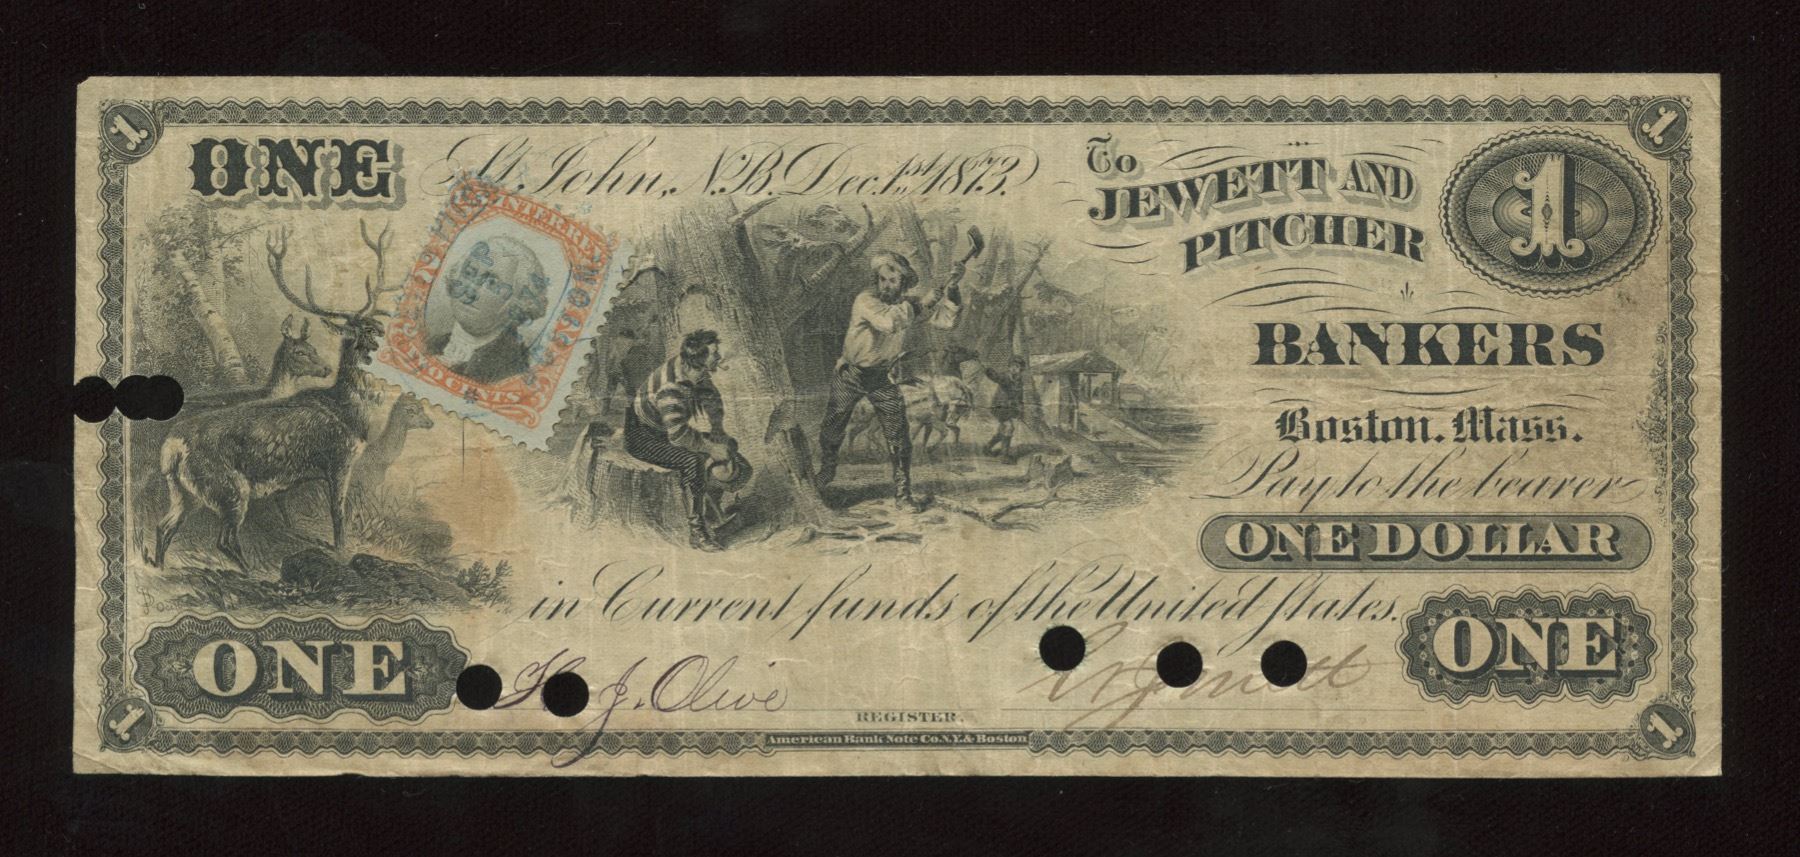 1
1
ONE
St. John, N.B. Dec. 1st 1873.
To
JEWETT AND
PITCHER
1
BANKERS
Boston. Mass.
Pay to the bearer
ONE DOLLAR
in Current funds of the United States.
ONE
ONE
H. J. Olive
REGISTER.
American Bank Note Co. N.Y. & Boston
1
1